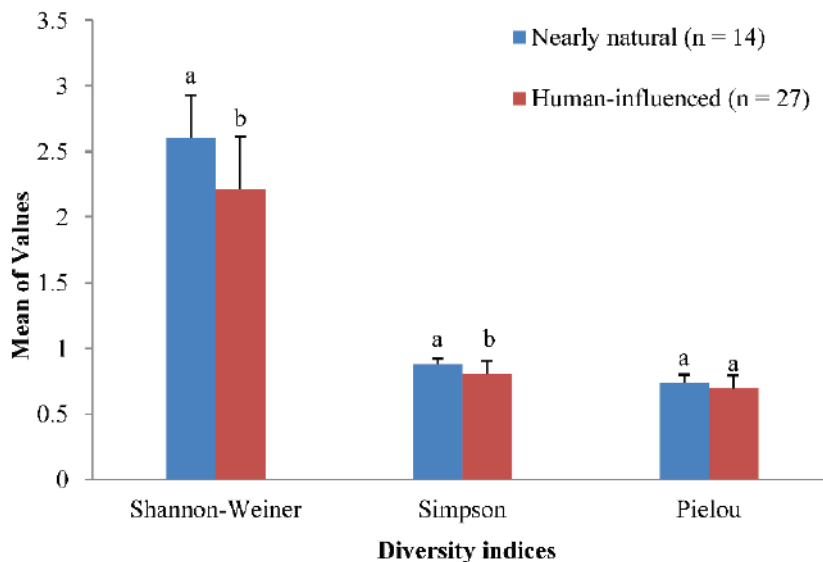 3.5
3
2.5
2
1.5
1
0.5
0
Mean of Values
Nearly natural (n = 14)
Human-influenced (n = 27)
a
b
a
b
a
a
Shannon-Weiner
Simpson
Pielou
Diversity indices